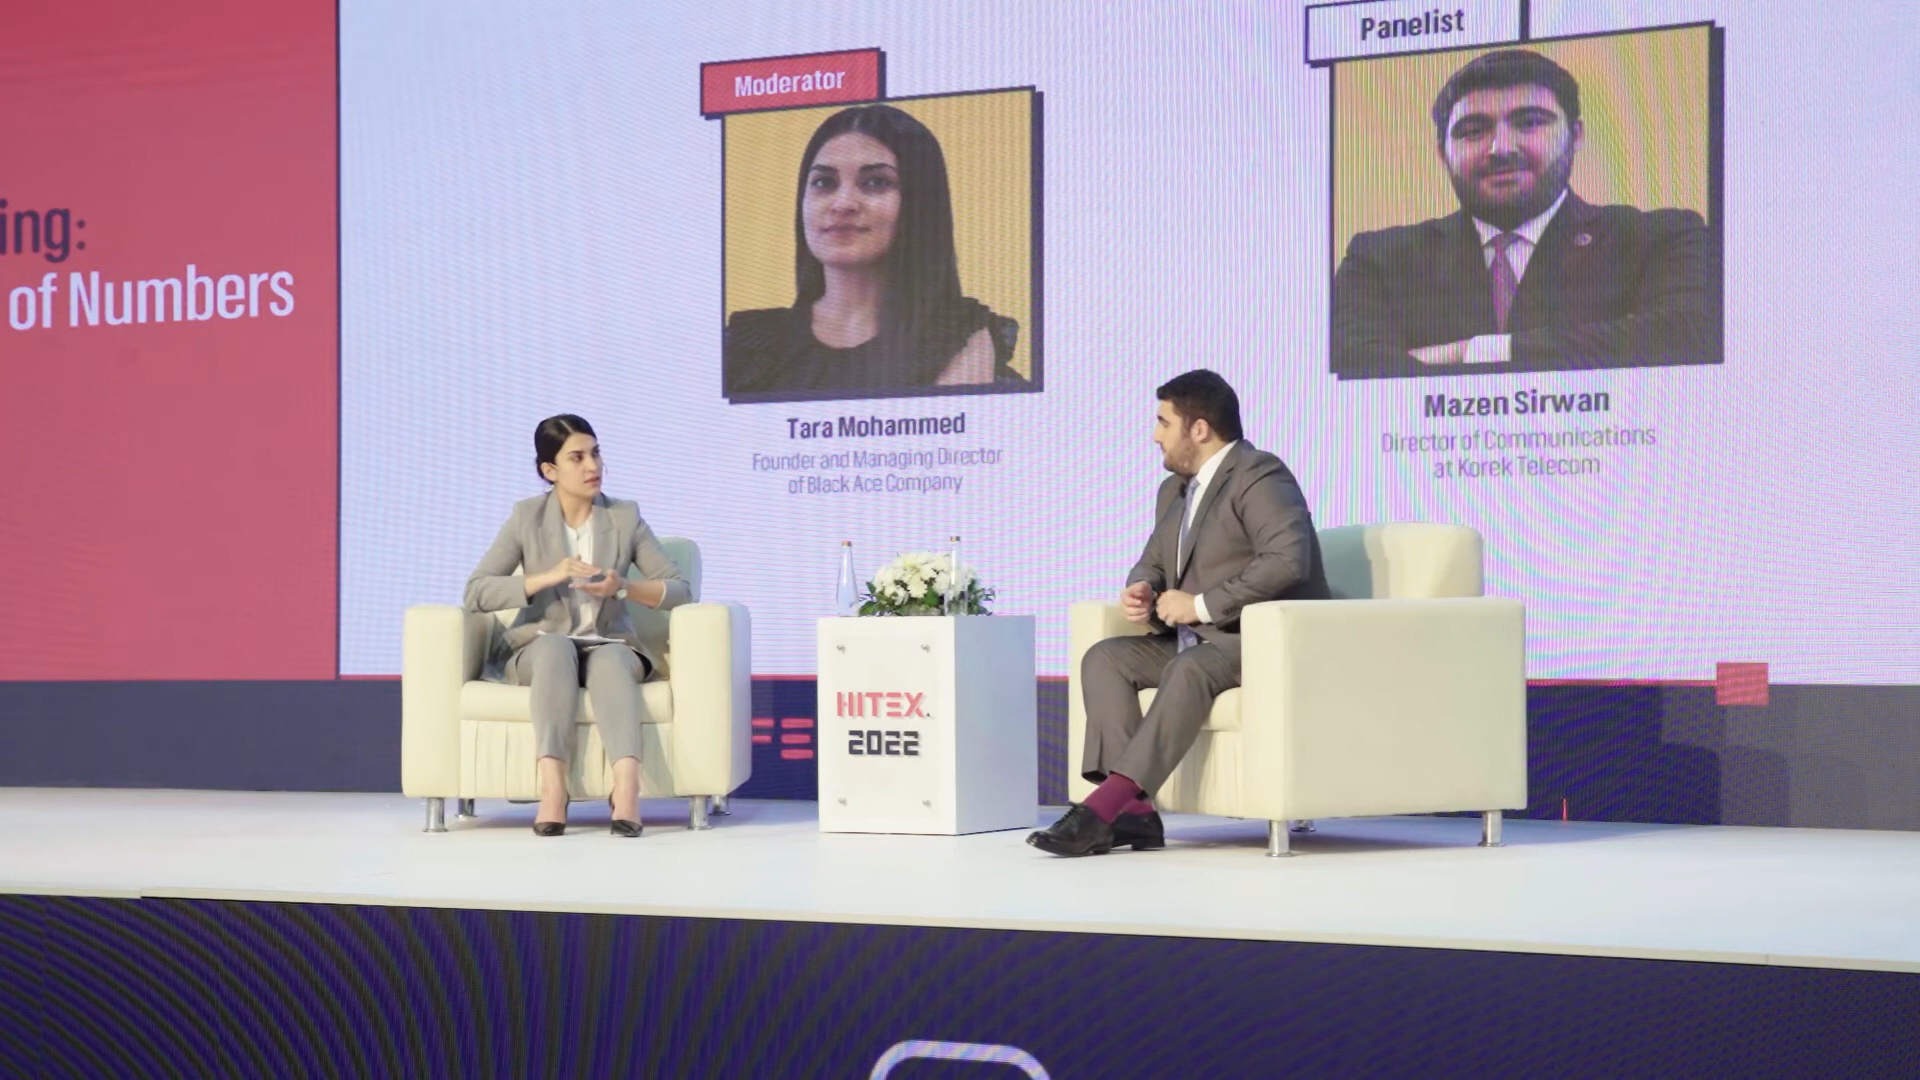 ing:
of Numbers
Moderator
Tara Mohammed
Founder and Managing Director
of Black Ace Company
Panelist
Mazen Sirwan
Director of Communications
at Korek Telecom
HITEX.
2022
FE